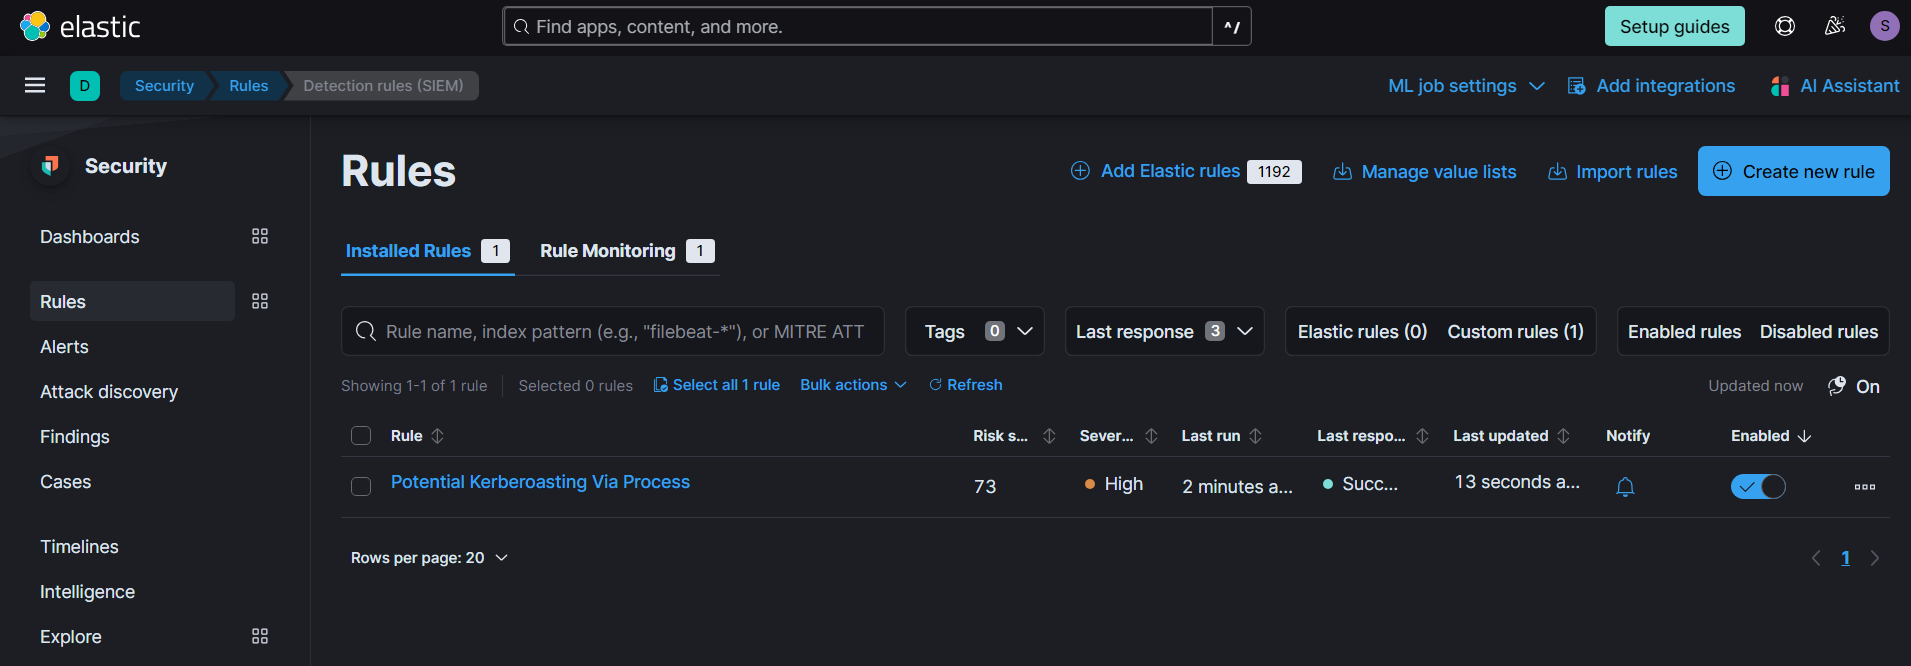 elastic
Find apps, content, and more.
^/
Setup guides
S
D
Security
Rules
Detection rules (SIEM)
ML job settings
Add integrations
AI Assistant
Security
Dashboards
Rules
Alerts
Attack discovery
Findings
Cases
Timelines
Intelligence
Explore
Rules
Add Elastic rules 1192
Manage value lists
Import rules
Create new rule
Installed Rules 1
Rule Monitoring 1
Rule name, index pattern (e.g., "filebeat-*"), or MITRE ATT
Tags 0
Last response 3
Elastic rules (0) Custom rules (1)
Enabled rules Disabled rules
Showing 1-1 of 1 rule
Selected 0 rules
Select all 1 rule
Bulk actions
Refresh
Updated now
On
Rule Risk s... Sever... Last run Last respo... Last updated Notify Enabled
Potential Kerberoasting Via Process 73 High 2 minutes a... Succ... 13 seconds a...
Rows per page: 20
1